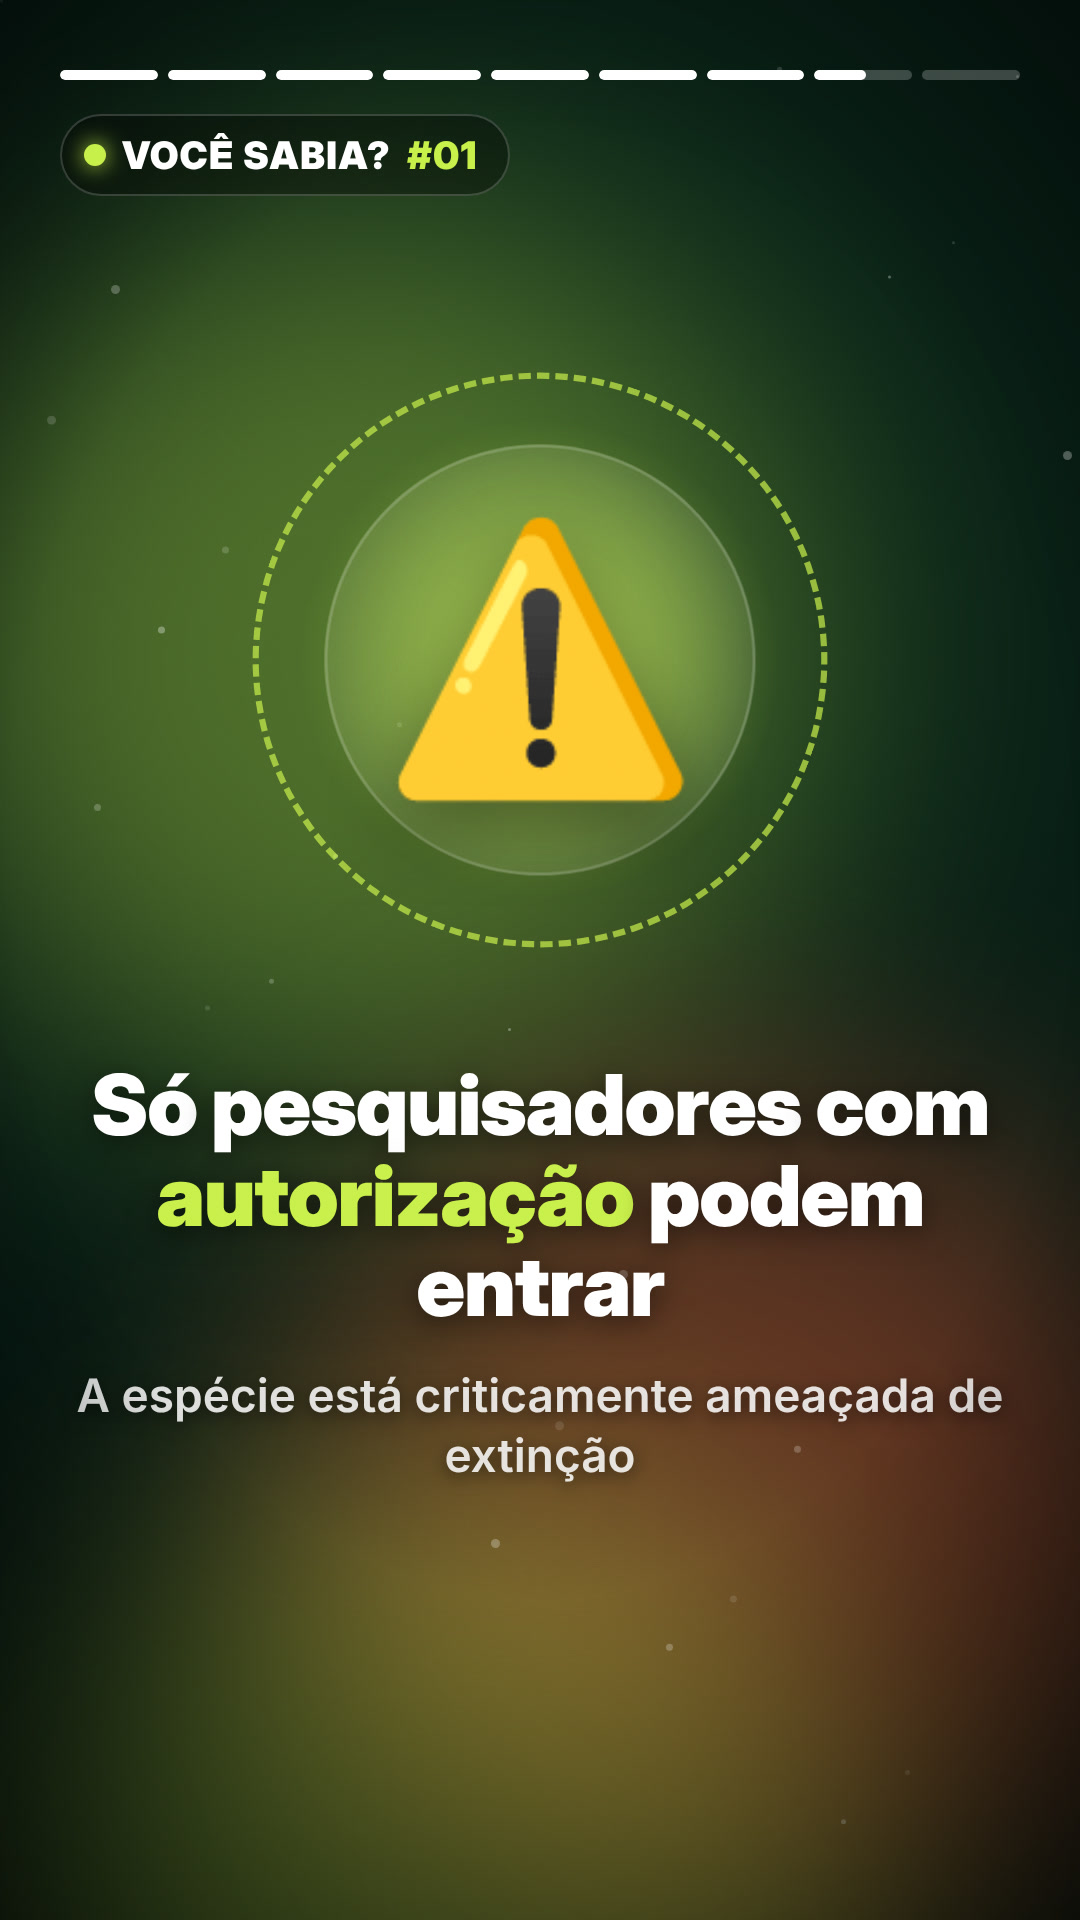 VOCÊ SABIA? #01
Só pesquisadores com
autorização podem
entrar
A espécie está criticamente ameaçada de
extinção